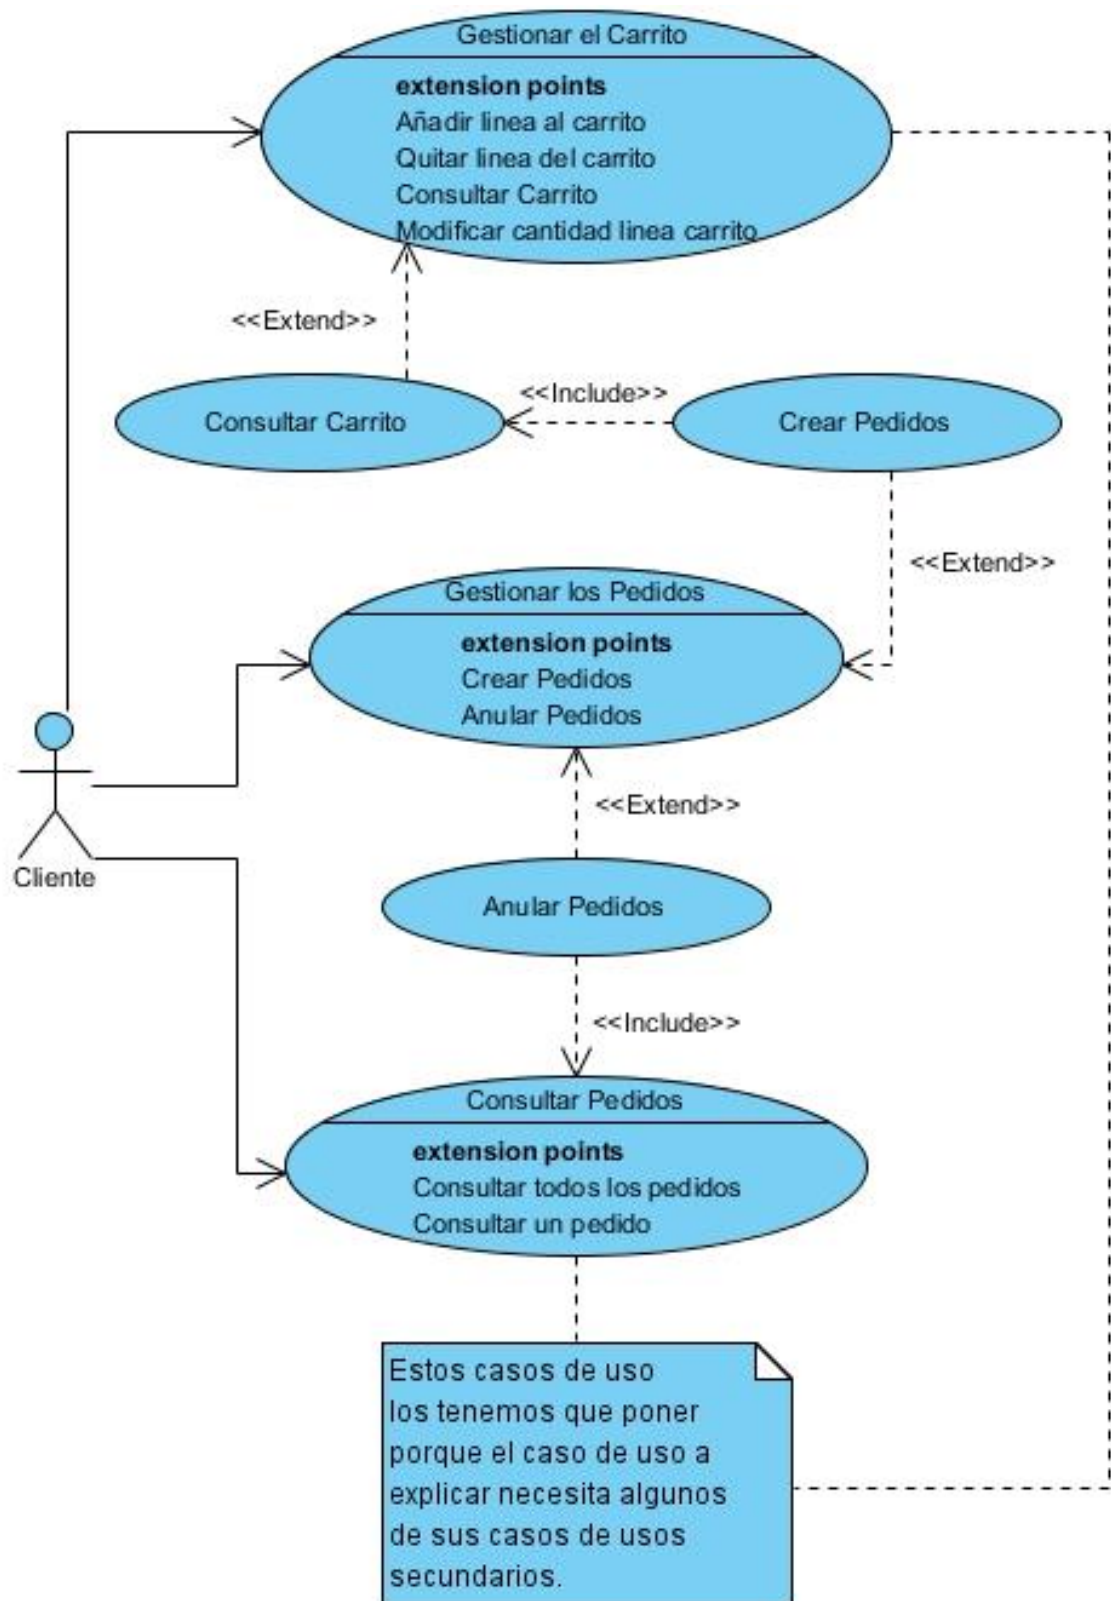 Gestionar el Carrito
extension points
Añadir linea al carrito
Quitar linea del carrito
Consultar Carrito
Modificar cantidad linea carrito
<<Extend>>
<<Include>>
Consultar Carrito
Crear Pedidos
<<Extend>>
Gestionar los Pedidos
extension points
Crear Pedidos
Anular Pedidos
<<Extend>>
Cliente
Anular Pedidos
<<Include>>
Consultar Pedidos
extension points
Consultar todos los pedidos
Consultar un pedido
Estos casos de uso
los tenemos que poner
porque el caso de uso a
explicar necesita algunos
de sus casos de usos
secundarios.